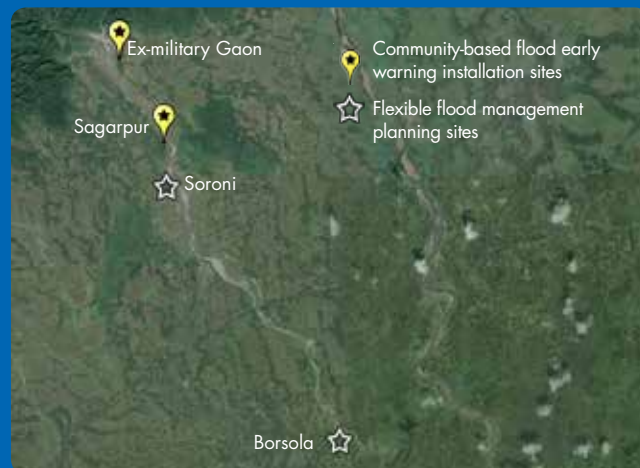 Ex-military Gaon
Community-based flood early
warning installation sites
Sagarpur
Flexible flood management
planning sites
Soroni
Borsola